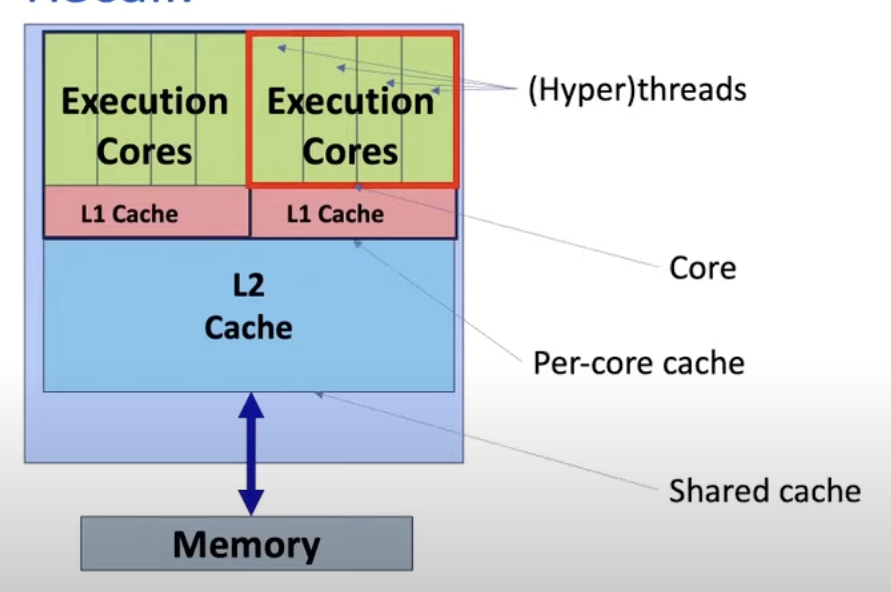 Execution
Cores
Execution
Cores
(Hyper)threads
L1 Cache
L1 Cache
Core
L2
Cache
Per-core cache
Shared cache
Memory